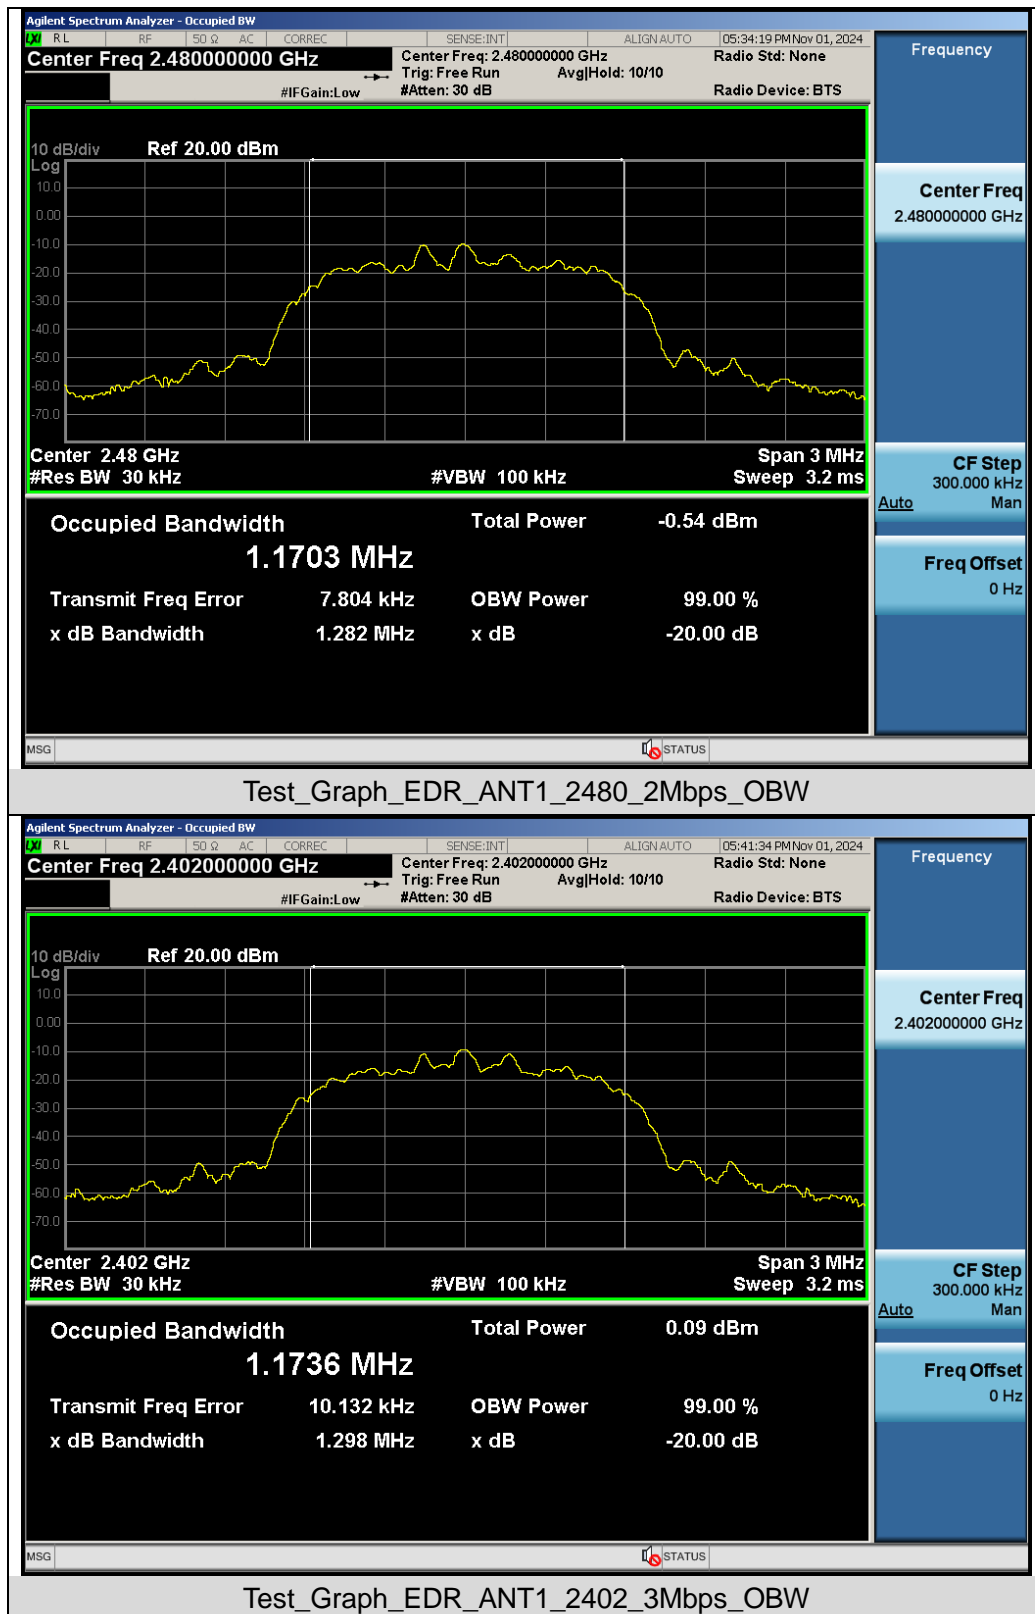 Agilent Spectrum Analyzer - Occupied BW
LXI RL RF 50 Ω AC CORREC SENSE:INT ALIGN AUTO 05:34:19 PM Nov 01, 2024
Center Freq 2.480000000 GHz
Center Freq: 2.480000000 GHz
Radio Std: None
Trig: Free Run Avg|Hold: 10/10
#IFGain:Low
#Atten: 30 dB
Radio Device: BTS
Frequency
10 dB/div Ref 20.00 dBm
Log
10.0
0.00
-10.0
-20.0
-30.0
-40.0
-50.0
-60.0
-70.0
Center Freq
2.480000000 GHz
Center 2.48 GHz Span 3 MHz
#Res BW 30 kHz #VBW 100 kHz Sweep 3.2 ms
CF Step
300.000 kHz
Auto Man
Occupied Bandwidth Total Power -0.54 dBm
1.1703 MHz
Transmit Freq Error 7.804 kHz OBW Power 99.00 %
x dB Bandwidth 1.282 MHz x dB -20.00 dB
Freq Offset
0 Hz
MSG STATUS
Test_Graph_EDR_ANT1_2480_2Mbps_OBW
Agilent Spectrum Analyzer - Occupied BW
LXI RL RF 50 Ω AC CORREC SENSE:INT ALIGN AUTO 05:41:34 PM Nov 01, 2024
Center Freq 2.402000000 GHz
Center Freq: 2.402000000 GHz
Radio Std: None
Trig: Free Run Avg|Hold: 10/10
#IFGain:Low
#Atten: 30 dB
Radio Device: BTS
Frequency
10 dB/div Ref 20.00 dBm
Log
10.0
0.00
-10.0
-20.0
-30.0
-40.0
-50.0
-60.0
-70.0
Center Freq
2.402000000 GHz
Center 2.402 GHz Span 3 MHz
#Res BW 30 kHz #VBW 100 kHz Sweep 3.2 ms
CF Step
300.000 kHz
Auto Man
Occupied Bandwidth Total Power 0.09 dBm
1.1736 MHz
Transmit Freq Error 10.132 kHz OBW Power 99.00 %
x dB Bandwidth 1.298 MHz x dB -20.00 dB
Freq Offset
0 Hz
MSG STATUS
Test_Graph_EDR_ANT1_2402_3Mbps_OBW